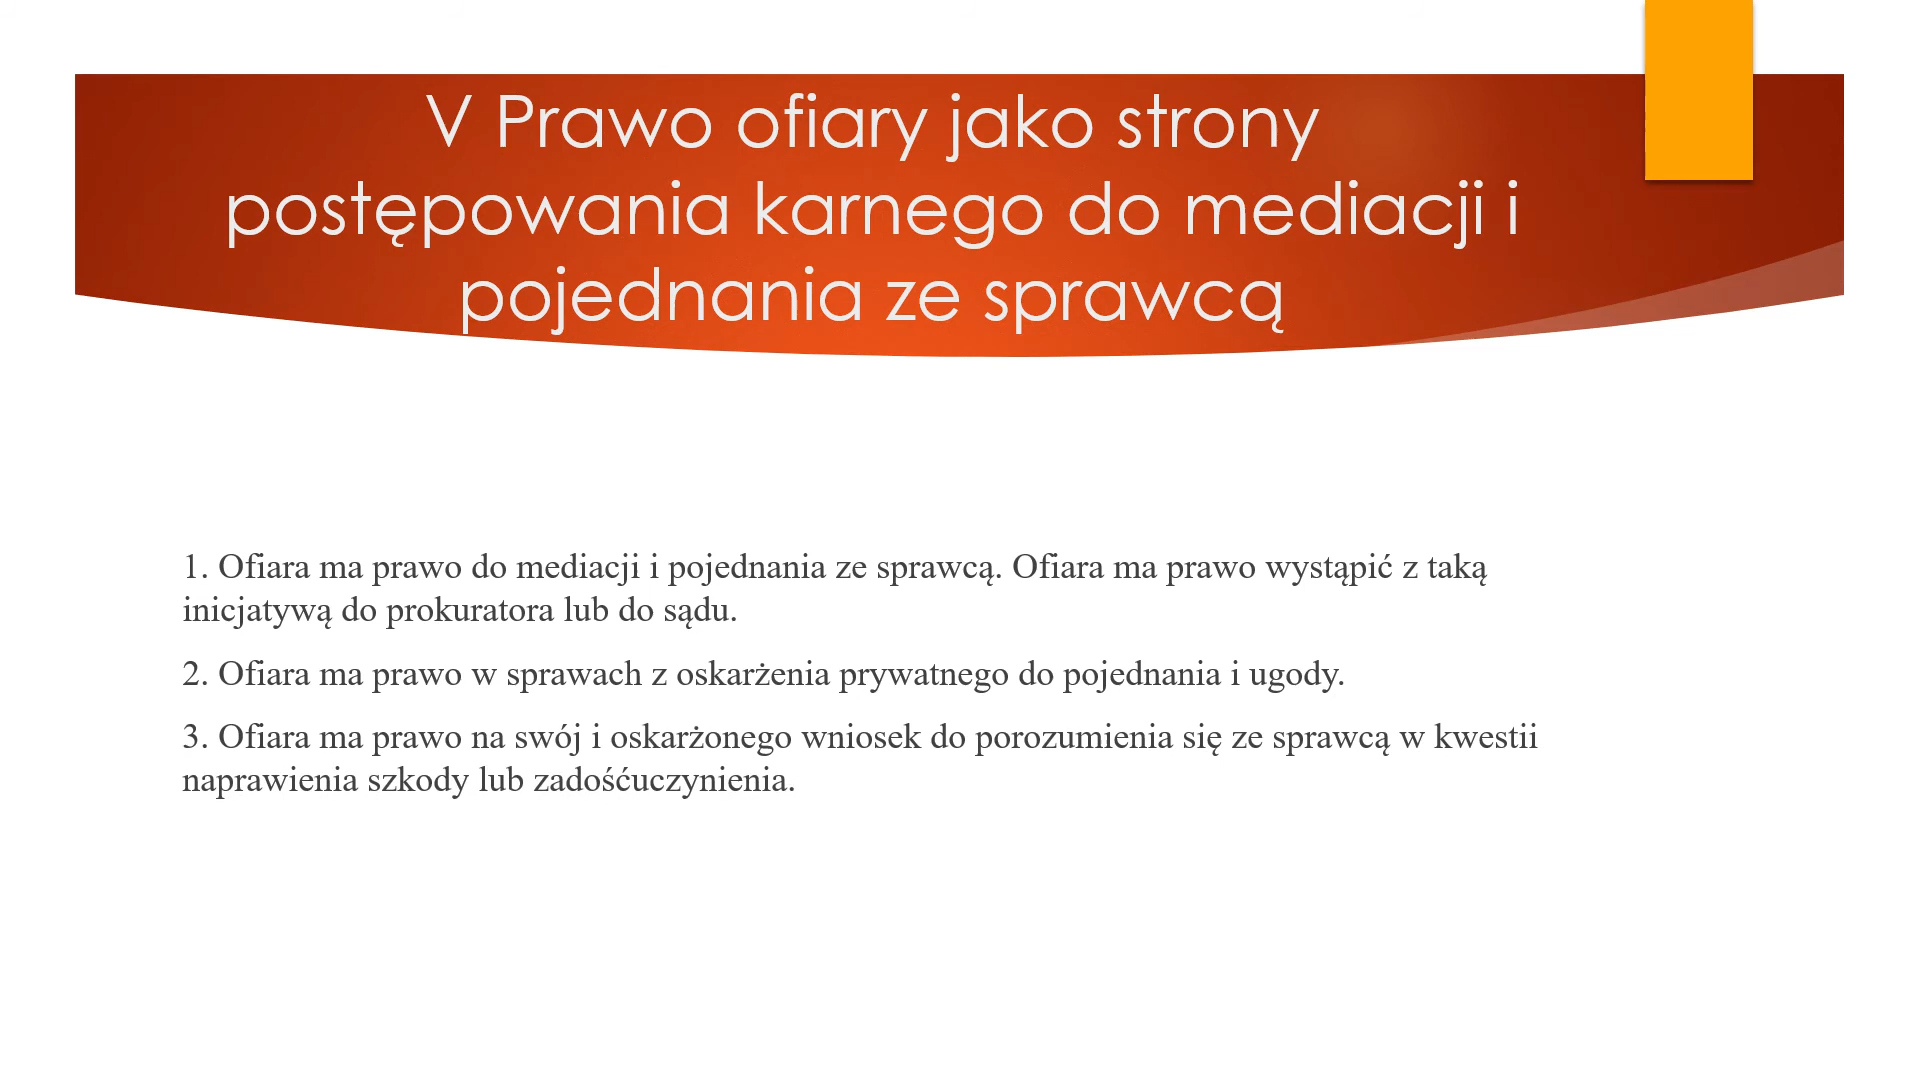 V Prawo ofiary jako strony
postępowania karnego do mediacji i
pojednania ze sprawcą
1. Ofiara ma prawo do mediacji i pojednania ze sprawcą. Ofiara ma prawo wystąpić z taką
inicjatywą do prokuratora lub do sądu.
2. Ofiara ma prawo w sprawach z oskarżenia prywatnego do pojednania i ugody.
3. Ofiara ma prawo na swój i oskarżonego wniosek do porozumienia się ze sprawcą w kwestii
naprawienia szkody lub zadośćuczynienia.